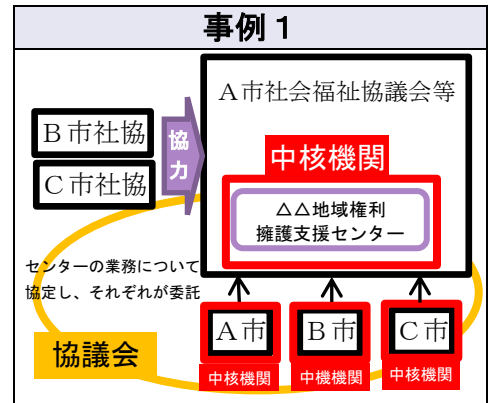 事例１
Ａ市社会福祉協議会等
Ｂ市社協
Ｃ市社協
協力
中核機関
△△地域権利
擁護支援センター
センターの業務について
協定し、それぞれが委託
Ａ市
Ｂ市
Ｃ市
協議会
中核機関
中機機関
中核機関